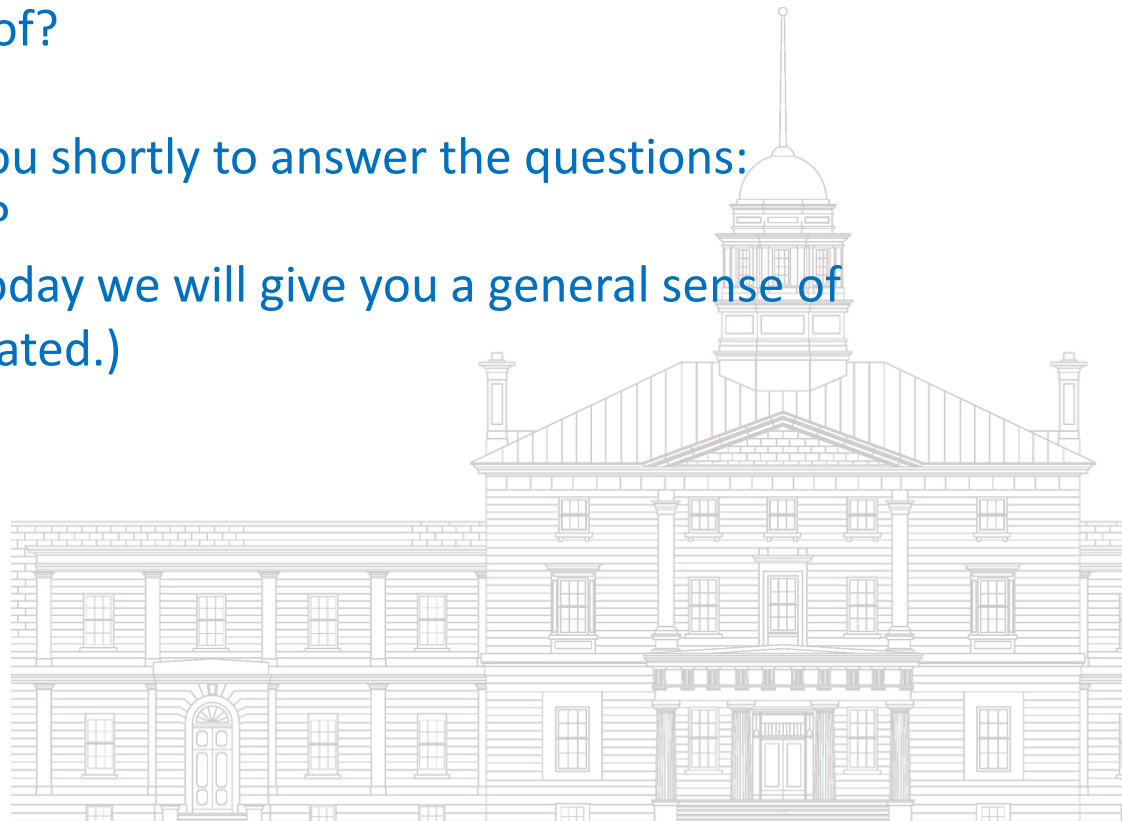 of?
ou shortly to answer the questions:
?
oday we will give you a general sense of
ated.)